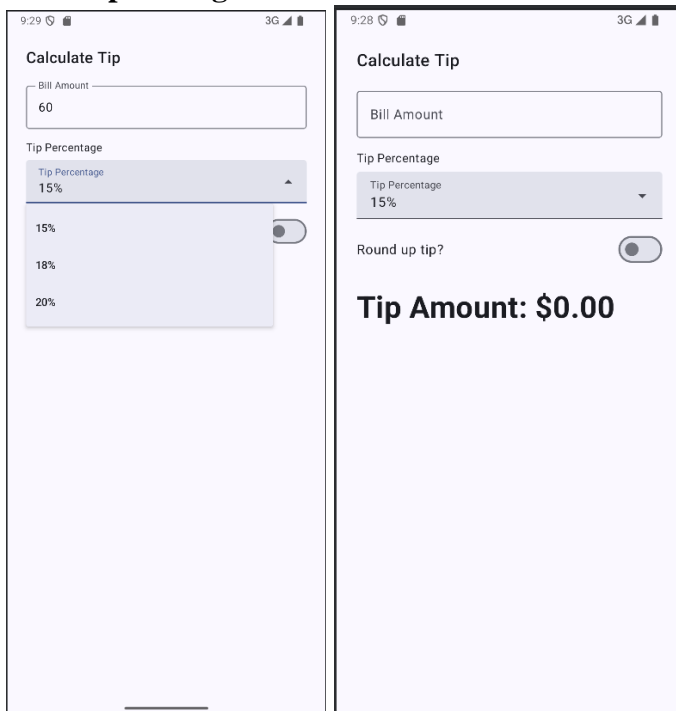 9:29 3G
Calculate Tip
Bill Amount
60
Tip Percentage
Tip Percentage
15%
15%
18%
20%
9:28 3G
Calculate Tip
Bill Amount
Tip Percentage
Tip Percentage
15%
Round up tip?
Tip Amount: $0.00